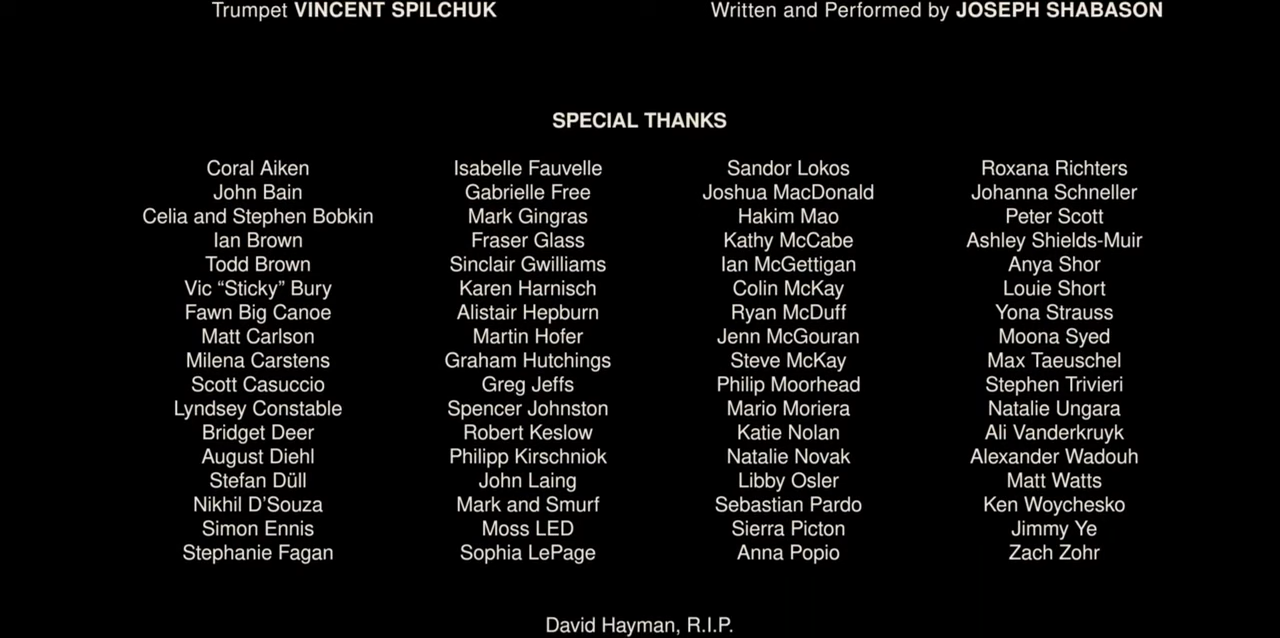 Trumpet VINCENT SPILCHUK
Written and Performed by JOSEPH SHABASON
SPECIAL THANKS
Coral Aiken
John Bain
Celia and Stephen Bobkin
Ian Brown
Todd Brown
Vic “Sticky” Bury
Fawn Big Canoe
Matt Carlson
Milena Carstens
Scott Casuccio
Lyndsey Constable
Bridget Deer
August Diehl
Stefan Düll
Nikhil D’Souza
Simon Ennis
Stephanie Fagan
Isabelle Fauvelle
Gabrielle Free
Mark Gingras
Fraser Glass
Sinclair Gwilliams
Karen Harnisch
Alistair Hepburn
Martin Hofer
Graham Hutchings
Greg Jeffs
Spencer Johnston
Robert Keslow
Philipp Kirschniok
John Laing
Mark and Smurf
Moss LED
Sophia LePage
Sandor Lokos
Joshua MacDonald
Hakim Mao
Kathy McCabe
Ian McGettigan
Colin McKay
Ryan McDuff
Jenn McGouran
Steve McKay
Philip Moorhead
Mario Moriera
Katie Nolan
Natalie Novak
Libby Osler
Sebastian Pardo
Sierra Picton
Anna Popio
Roxana Richters
Johanna Schneller
Peter Scott
Ashley Shields-Muir
Anya Shor
Louie Short
Yona Strauss
Moona Syed
Max Taeuschel
Stephen Trivieri
Natalie Ungara
Ali Vanderkruyk
Alexander Wadouh
Matt Watts
Ken Woychesko
Jimmy Ye
Zach Zohr
David Hayman, R.I.P.